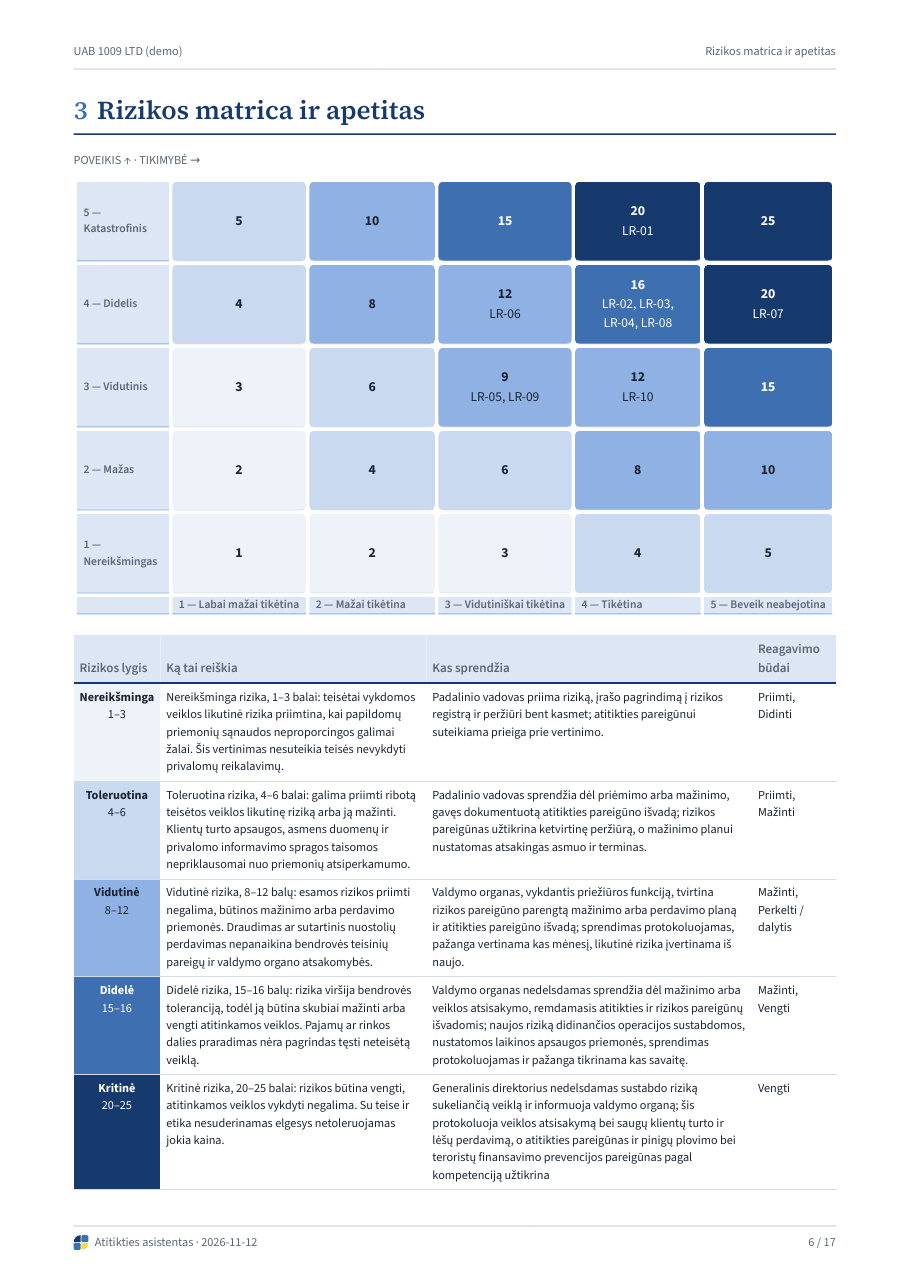 UAB 1009 LTD (demo)
Rizikos matrica ir apetitas
3 Rizikos matrica ir apetitas
POVEIKIS ↑ · TIKIMYBĖ →
5 —
Katastrofinis
5
10
15
20
LR-01
25
4 — Didelis
4
8
12
LR-06
16
LR-02, LR-03,
LR-04, LR-08
20
LR-07
3 — Vidutinis
3
6
9
LR-05, LR-09
12
LR-10
15
2 — Mažas
2
4
6
8
10
1 —
Nereikšmingas
1
2
3
4
5
1 — Labai mažai tikėtina
2 — Mažai tikėtina
3 — Vidutiniškai tikėtina
4 — Tikėtina
5 — Beveik neabejotina
Rizikos lygis
Ką tai reiškia
Kas sprendžia
Reagavimo
būdai
Nereikšminga
1–3
Nereikšminga rizika, 1–3 balai: teisėtai vykdomos
veiklos likutinė rizika priimtina, kai papildomų
priemonių sąnaudos neproporcingos galimai
žalai. Šis vertinimas nesuteikia teisės nevykdyti
privalomų reikalavimų.
Padalinio vadovas priima riziką, įrašo pagrindimą į rizikos
registrą ir peržiūri bent kasmet; atitikties pareigūnui
suteikiama prieiga prie vertinimo.
Priimti,
Didinti
Toleruotina
4–6
Toleruotina rizika, 4–6 balai: galima priimti ribotą
teisėtos veiklos likutinę riziką arba ją mažinti.
Klientų turto apsaugos, asmens duomenų ir
privalomo informavimo spragos taisomos
nepriklausomai nuo priemonių atsiperkamumo.
Padalinio vadovas sprendžia dėl priėmimo arba mažinimo,
gavęs dokumentuotą atitikties pareigūno išvadą; rizikos
pareigūnas užtikrina ketvirtinę peržiūrą, o mažinimo planui
nustatomas atsakingas asmuo ir terminas.
Priimti,
Mažinti
Vidutinė
8–12
Vidutinė rizika, 8–12 balų: esamos rizikos priimti
negalima, būtinos mažinimo arba perdavimo
priemonės. Draudimas ar sutartinis nuostolių
perdavimas nepanaikina bendrovės teisinių
pareigų ir valdymo organo atsakomybės.
Valdymo organas, vykdantis priežiūros funkciją, tvirtina
rizikos pareigūno parengtą mažinimo arba perdavimo planą
ir atitikties pareigūno išvadą; sprendimas protokoluojamas,
pažanga vertinama kas mėnesį, likutinė rizika įvertinama iš
naujo.
Mažinti,
Perkelti /
dalytis
Didelė
15–16
Didelė rizika, 15–16 balų: rizika viršija bendrovės
toleranciją, todėl ją būtina skubiai mažinti arba
vengti atitinkamos veiklos. Pajamų ar rinkos
dalies praradimas nėra pagrindas tęsti neteisėtą
veiklą.
Valdymo organas nedelsdamas sprendžia dėl mažinimo arba
veiklos atsisakymo, remdamasis atitikties ir rizikos pareigūnų
išvadomis; naujos riziką didinančios operacijos sustabdomos,
nustatomos laikinos apsaugos priemonės, sprendimas
protokoluojamas ir pažanga tikrinama kas savaitę.
Mažinti,
Vengti
Kritinė
20–25
Kritinė rizika, 20–25 balai: rizikos būtina vengti,
atitinkamos veiklos vykdyti negalima. Su teise ir
etika nesuderinamas elgesys netoleruojamas
jokia kaina.
Generalinis direktorius nedelsdamas sustabdo riziką
sukeliančią veiklą ir informuoja valdymo organą; šis
protokoluoja veiklos atsisakymą bei saugų klientų turto ir
lėšų perdavimą, o atitikties pareigūnas ir pinigų plovimo bei
teroristų finansavimo prevencijos pareigūnas pagal
kompetenciją užtikrina
Vengti
Atitikties asistentas · 2026-11-12
6 / 17